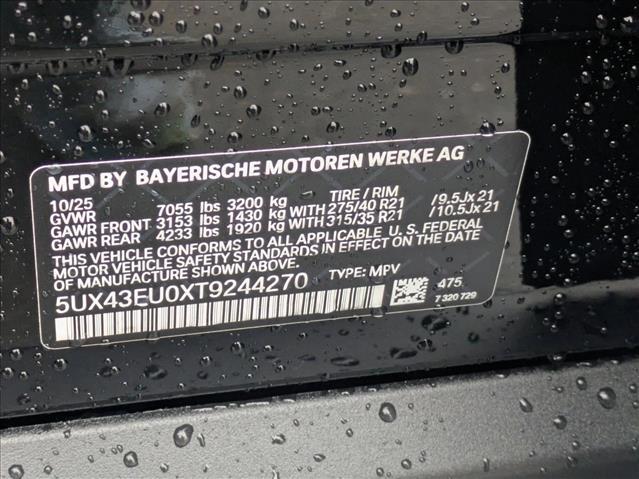 MFD BY BAYERISCHE MOTOREN WERKE AG
10/25
GVWR 7055 lbs 3200 kg TIRE / RIM
GAWR FRONT 3153 lbs 1430 kg WITH 275/40 R21 /9.5Jx21
GAWR REAR 4233 lbs 1920 kg WITH 315/35 R21 /10.5Jx21
THIS VEHICLE CONFORMS TO ALL APPLICABLE U. S. FEDERAL
MOTOR VEHICLE SAFETY STANDARDS IN EFFECT ON THE DATE
OF MANUFACTURE SHOWN ABOVE.
5UX43EU0XT9244270 TYPE: MPV 475
7 320 729